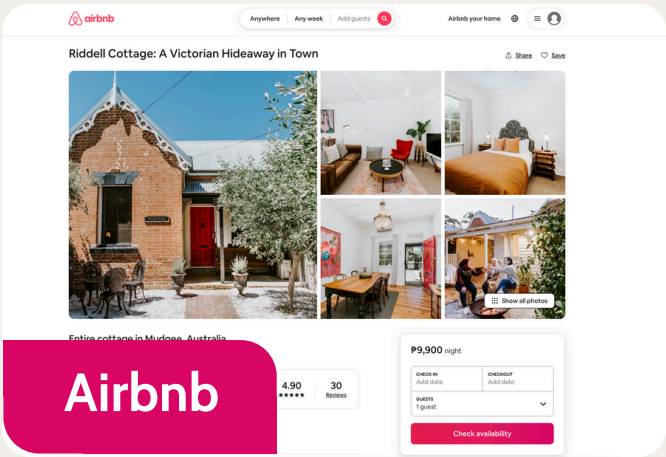 airbnb
Anywhere Any week Add guests
Airbnb your home
Riddell Cottage: A Victorian Hideaway in Town
Share Save
Show all photos
Entire cottage in Mudgee, Australia
4.90 30
Reviews
₱9,900 night
CHECK-IN CHECKOUT
Add date Add date
GUESTS
1 guest
Check availability
Airbnb